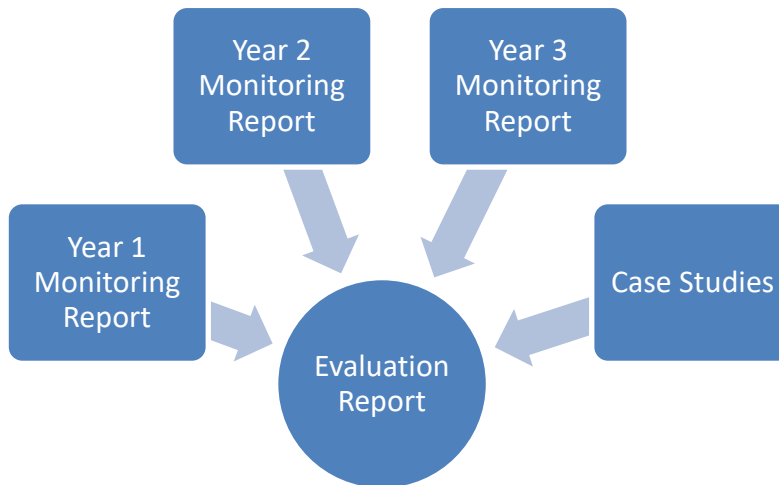 Year 1
Monitoring
Report
Year 2
Monitoring
Report
Year 3
Monitoring
Report
Case Studies
Evaluation
Report